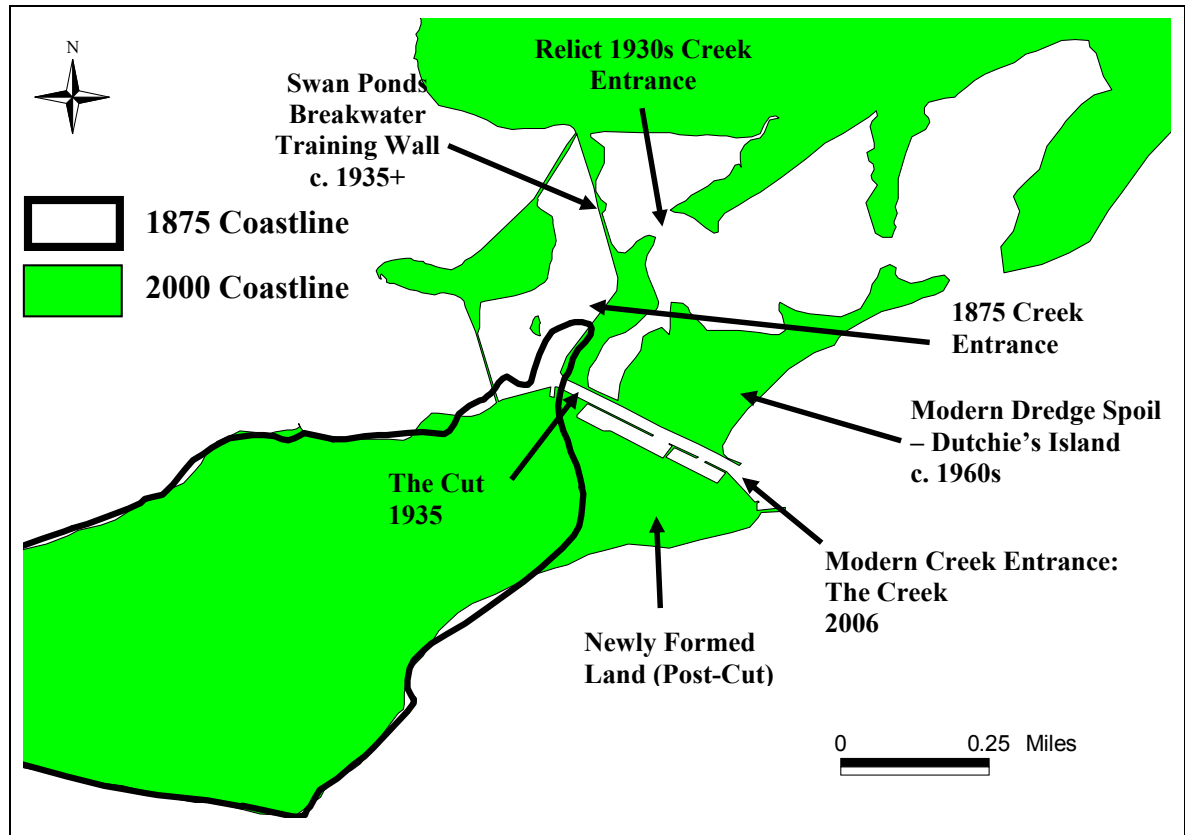 N
Swan Ponds
Breakwater
Training Wall
c. 1935+
Relict 1930s Creek
Entrance
1875 Coastline
2000 Coastline
1875 Creek
Entrance
Modern Dredge Spoil
– Dutchie’s Island
c. 1960s
The Cut
1935
Modern Creek Entrance:
The Creek
2006
Newly Formed
Land (Post-Cut)
0 0.25 Miles